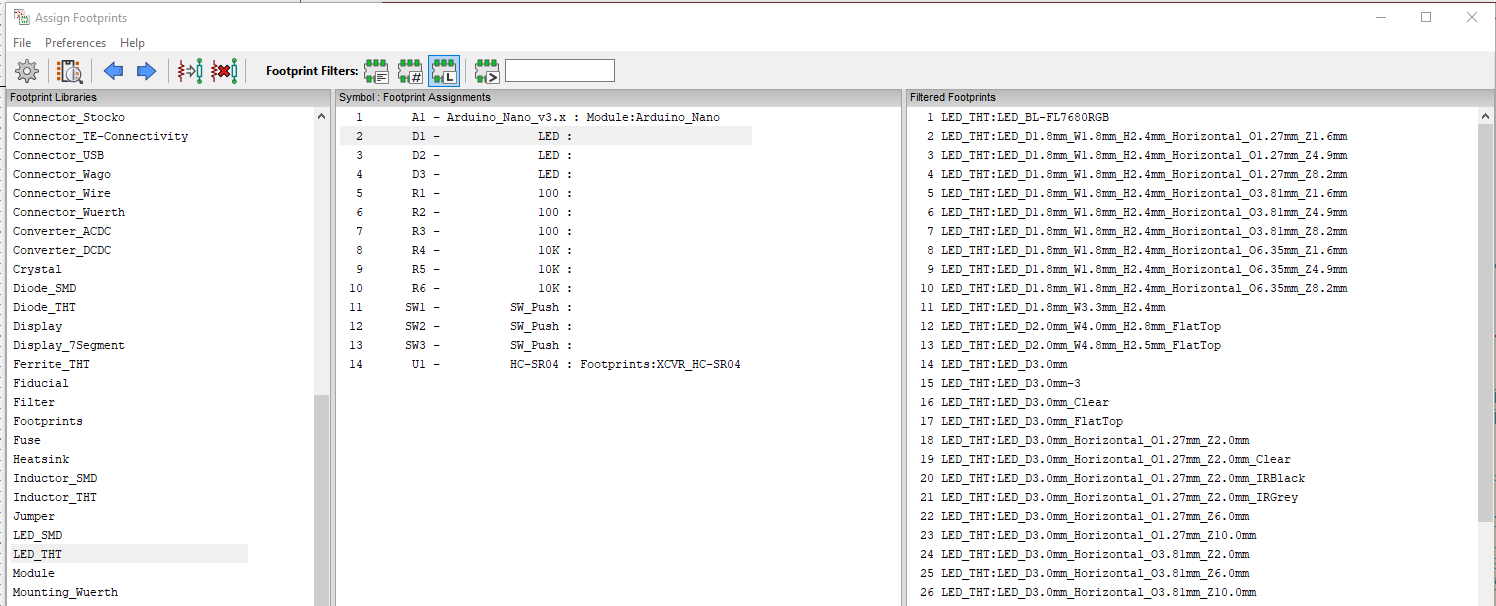 Assign Footprints
File Preferences Help
Footprint Filters:
Footprint Libraries
Connector_Stocko
Connector_TE-Connectivity
Connector_USB
Connector_Wago
Connector_Wire
Connector_Wuerth
Converter_ACDC
Converter_DCDC
Crystal
Diode_SMD
Diode_THT
Display
Display_7Segment
Ferrite_THT
Fiducial
Filter
Footprints
Fuse
Heatsink
Inductor_SMD
Inductor_THT
Jumper
LED_SMD
LED_THT
Module
Mounting_Wuerth
Symbol : Footprint Assignments
1 A1 - Arduino_Nano_v3.x : Module:Arduino_Nano
2 D1 - LED :
3 D2 - LED :
4 D3 - LED :
5 R1 - 100 :
6 R2 - 100 :
7 R3 - 100 :
8 R4 - 10K :
9 R5 - 10K :
10 R6 - 10K :
11 SW1 - SW_Push :
12 SW2 - SW_Push :
13 SW3 - SW_Push :
14 U1 - HC-SR04 : Footprints:XCVR_HC-SR04
Filtered Footprints
1 LED_THT:LED_BL-FL7680RGB
2 LED_THT:LED_D1.8mm_W1.8mm_H2.4mm_Horizontal_O1.27mm_Z1.6mm
3 LED_THT:LED_D1.8mm_W1.8mm_H2.4mm_Horizontal_O1.27mm_Z4.9mm
4 LED_THT:LED_D1.8mm_W1.8mm_H2.4mm_Horizontal_O1.27mm_Z8.2mm
5 LED_THT:LED_D1.8mm_W1.8mm_H2.4mm_Horizontal_O3.81mm_Z1.6mm
6 LED_THT:LED_D1.8mm_W1.8mm_H2.4mm_Horizontal_O3.81mm_Z4.9mm
7 LED_THT:LED_D1.8mm_W1.8mm_H2.4mm_Horizontal_O3.81mm_Z8.2mm
8 LED_THT:LED_D1.8mm_W1.8mm_H2.4mm_Horizontal_O6.35mm_Z1.6mm
9 LED_THT:LED_D1.8mm_W1.8mm_H2.4mm_Horizontal_O6.35mm_Z4.9mm
10 LED_THT:LED_D1.8mm_W1.8mm_H2.4mm_Horizontal_O6.35mm_Z8.2mm
11 LED_THT:LED_D1.8mm_W3.3mm_H2.4mm
12 LED_THT:LED_D2.0mm_W4.0mm_H2.8mm_FlatTop
13 LED_THT:LED_D2.0mm_W4.8mm_H2.5mm_FlatTop
14 LED_THT:LED_D3.0mm
15 LED_THT:LED_D3.0mm-3
16 LED_THT:LED_D3.0mm_Clear
17 LED_THT:LED_D3.0mm_FlatTop
18 LED_THT:LED_D3.0mm_Horizontal_O1.27mm_Z2.0mm
19 LED_THT:LED_D3.0mm_Horizontal_O1.27mm_Z2.0mm_Clear
20 LED_THT:LED_D3.0mm_Horizontal_O1.27mm_Z2.0mm_IRBlack
21 LED_THT:LED_D3.0mm_Horizontal_O1.27mm_Z2.0mm_IRGrey
22 LED_THT:LED_D3.0mm_Horizontal_O1.27mm_Z6.0mm
23 LED_THT:LED_D3.0mm_Horizontal_O1.27mm_Z10.0mm
24 LED_THT:LED_D3.0mm_Horizontal_O3.81mm_Z2.0mm
25 LED_THT:LED_D3.0mm_Horizontal_O3.81mm_Z6.0mm
26 LED_THT:LED_D3.0mm_Horizontal_O3.81mm_Z10.0mm